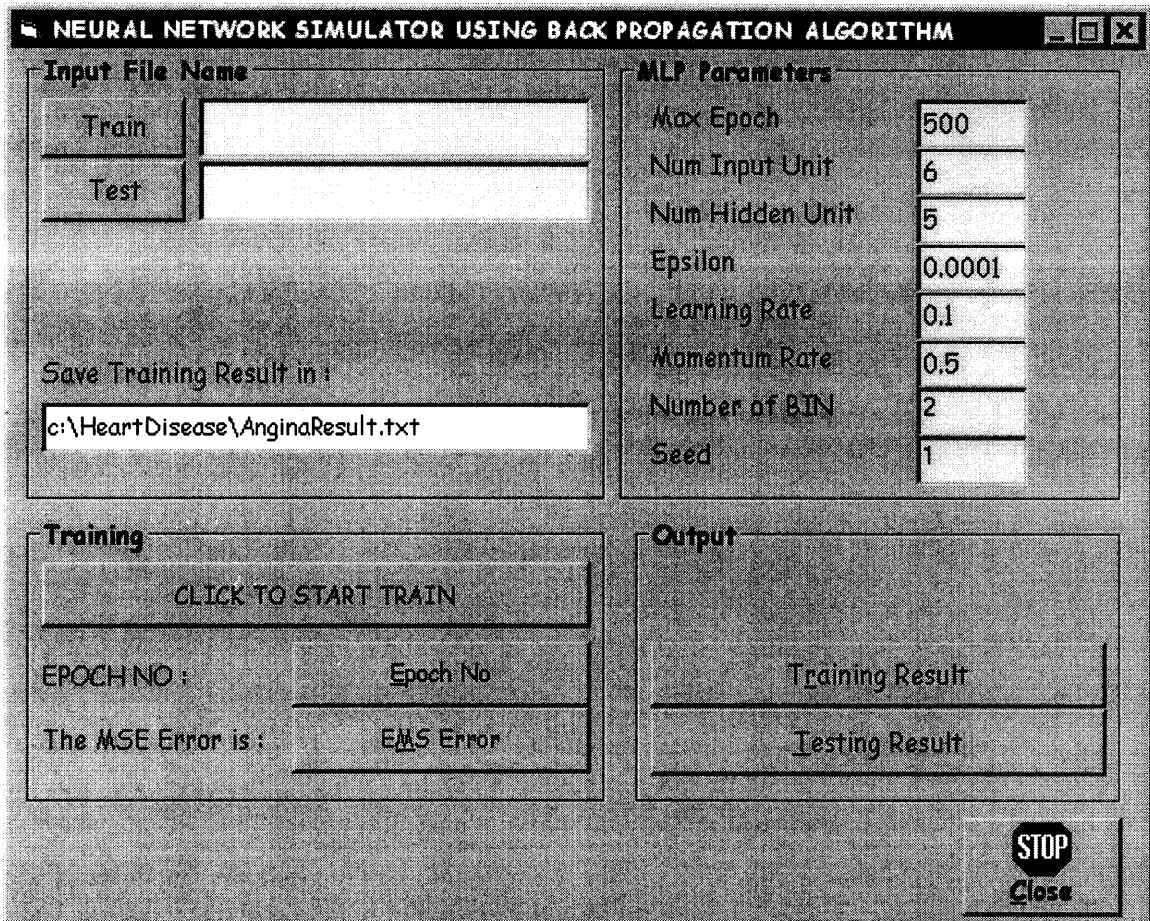 NEURAL NETWORK SIMULATOR USING BACK PROPAGATION ALGORITHM
Input File Name
Train
Test
Save Training Result in :
c:\HeartDisease\AnginaResult.txt
MLP Parameters
Max Epoch 500
Num Input Unit 6
Num Hidden Unit 5
Epsilon 0.0001
Learning Rate 0.1
Momentum Rate 0.5
Number of BIN 2
Seed 1
Training
CLICK TO START TRAIN
EPOCH NO : Epoch No
The MSE Error is : EMS Error
Output
Training Result
Testing Result
STOP
Close